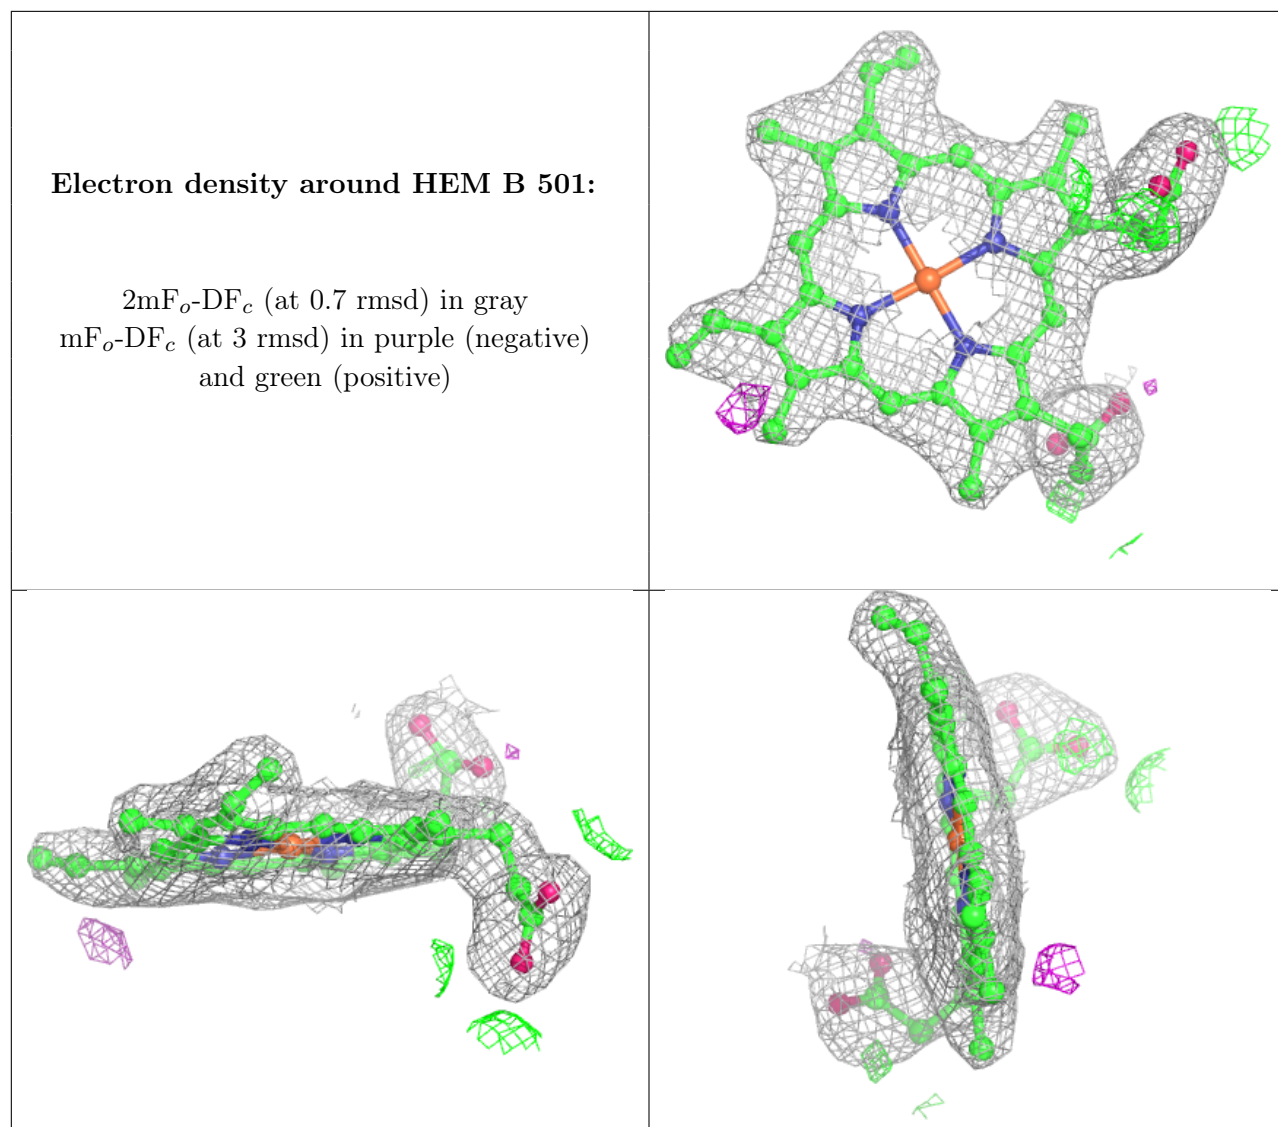 Electron density around HEM B 501:
2mFₒ-DF𝒸 (at 0.7 rmsd) in gray
mFₒ-DF𝒸 (at 3 rmsd) in purple (negative)
and green (positive)